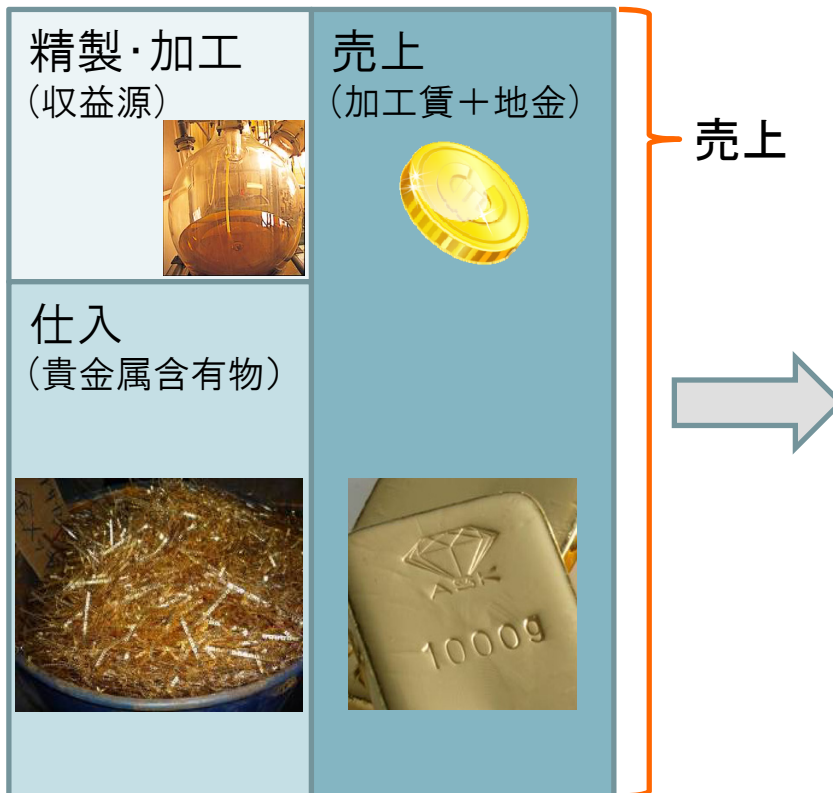 精製・加工
（収益源）
売上
（加工賃＋地金）
売上
仕入
（貴金属含有物）
ASK
1000g